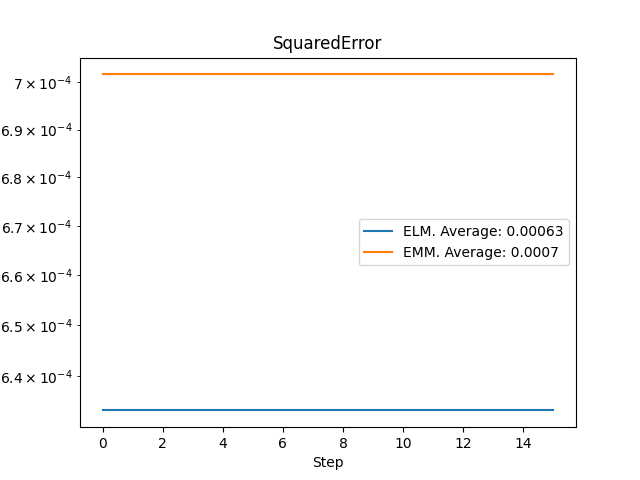 SquaredError
7 × 10⁻⁴
6.9 × 10⁻⁴
6.8 × 10⁻⁴
6.7 × 10⁻⁴
6.6 × 10⁻⁴
6.5 × 10⁻⁴
6.4 × 10⁻⁴
ELM. Average: 0.00063
EMM. Average: 0.0007
0 2 4 6 8 10 12 14
Step